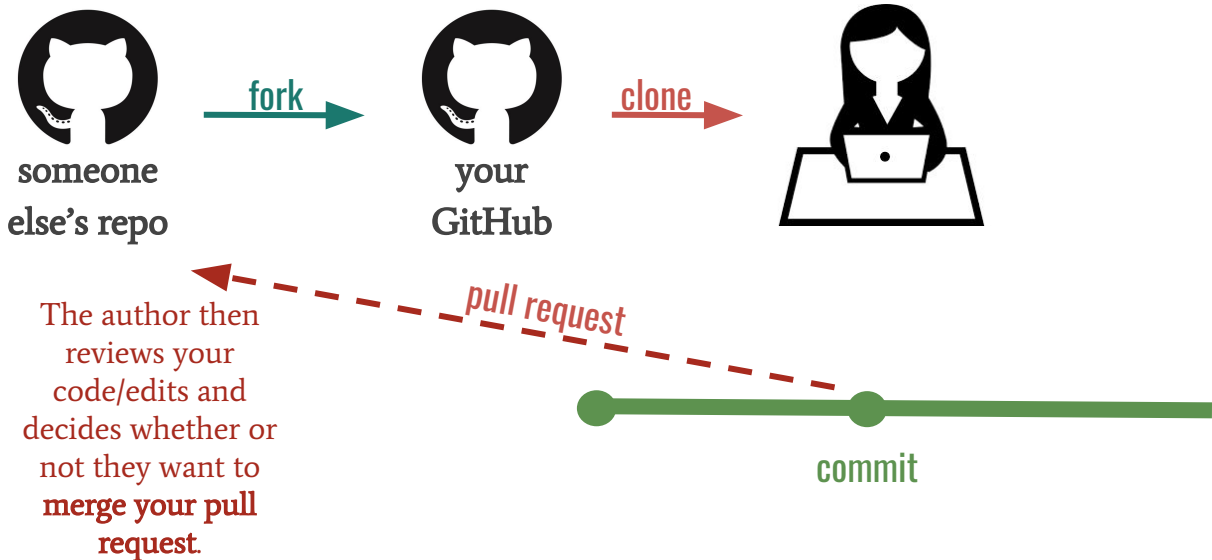 fork
clone
someone
else’s repo
your
GitHub
pull request
The author then
reviews your
code/edits and
decides whether or
not they want to
merge your pull
request.
commit